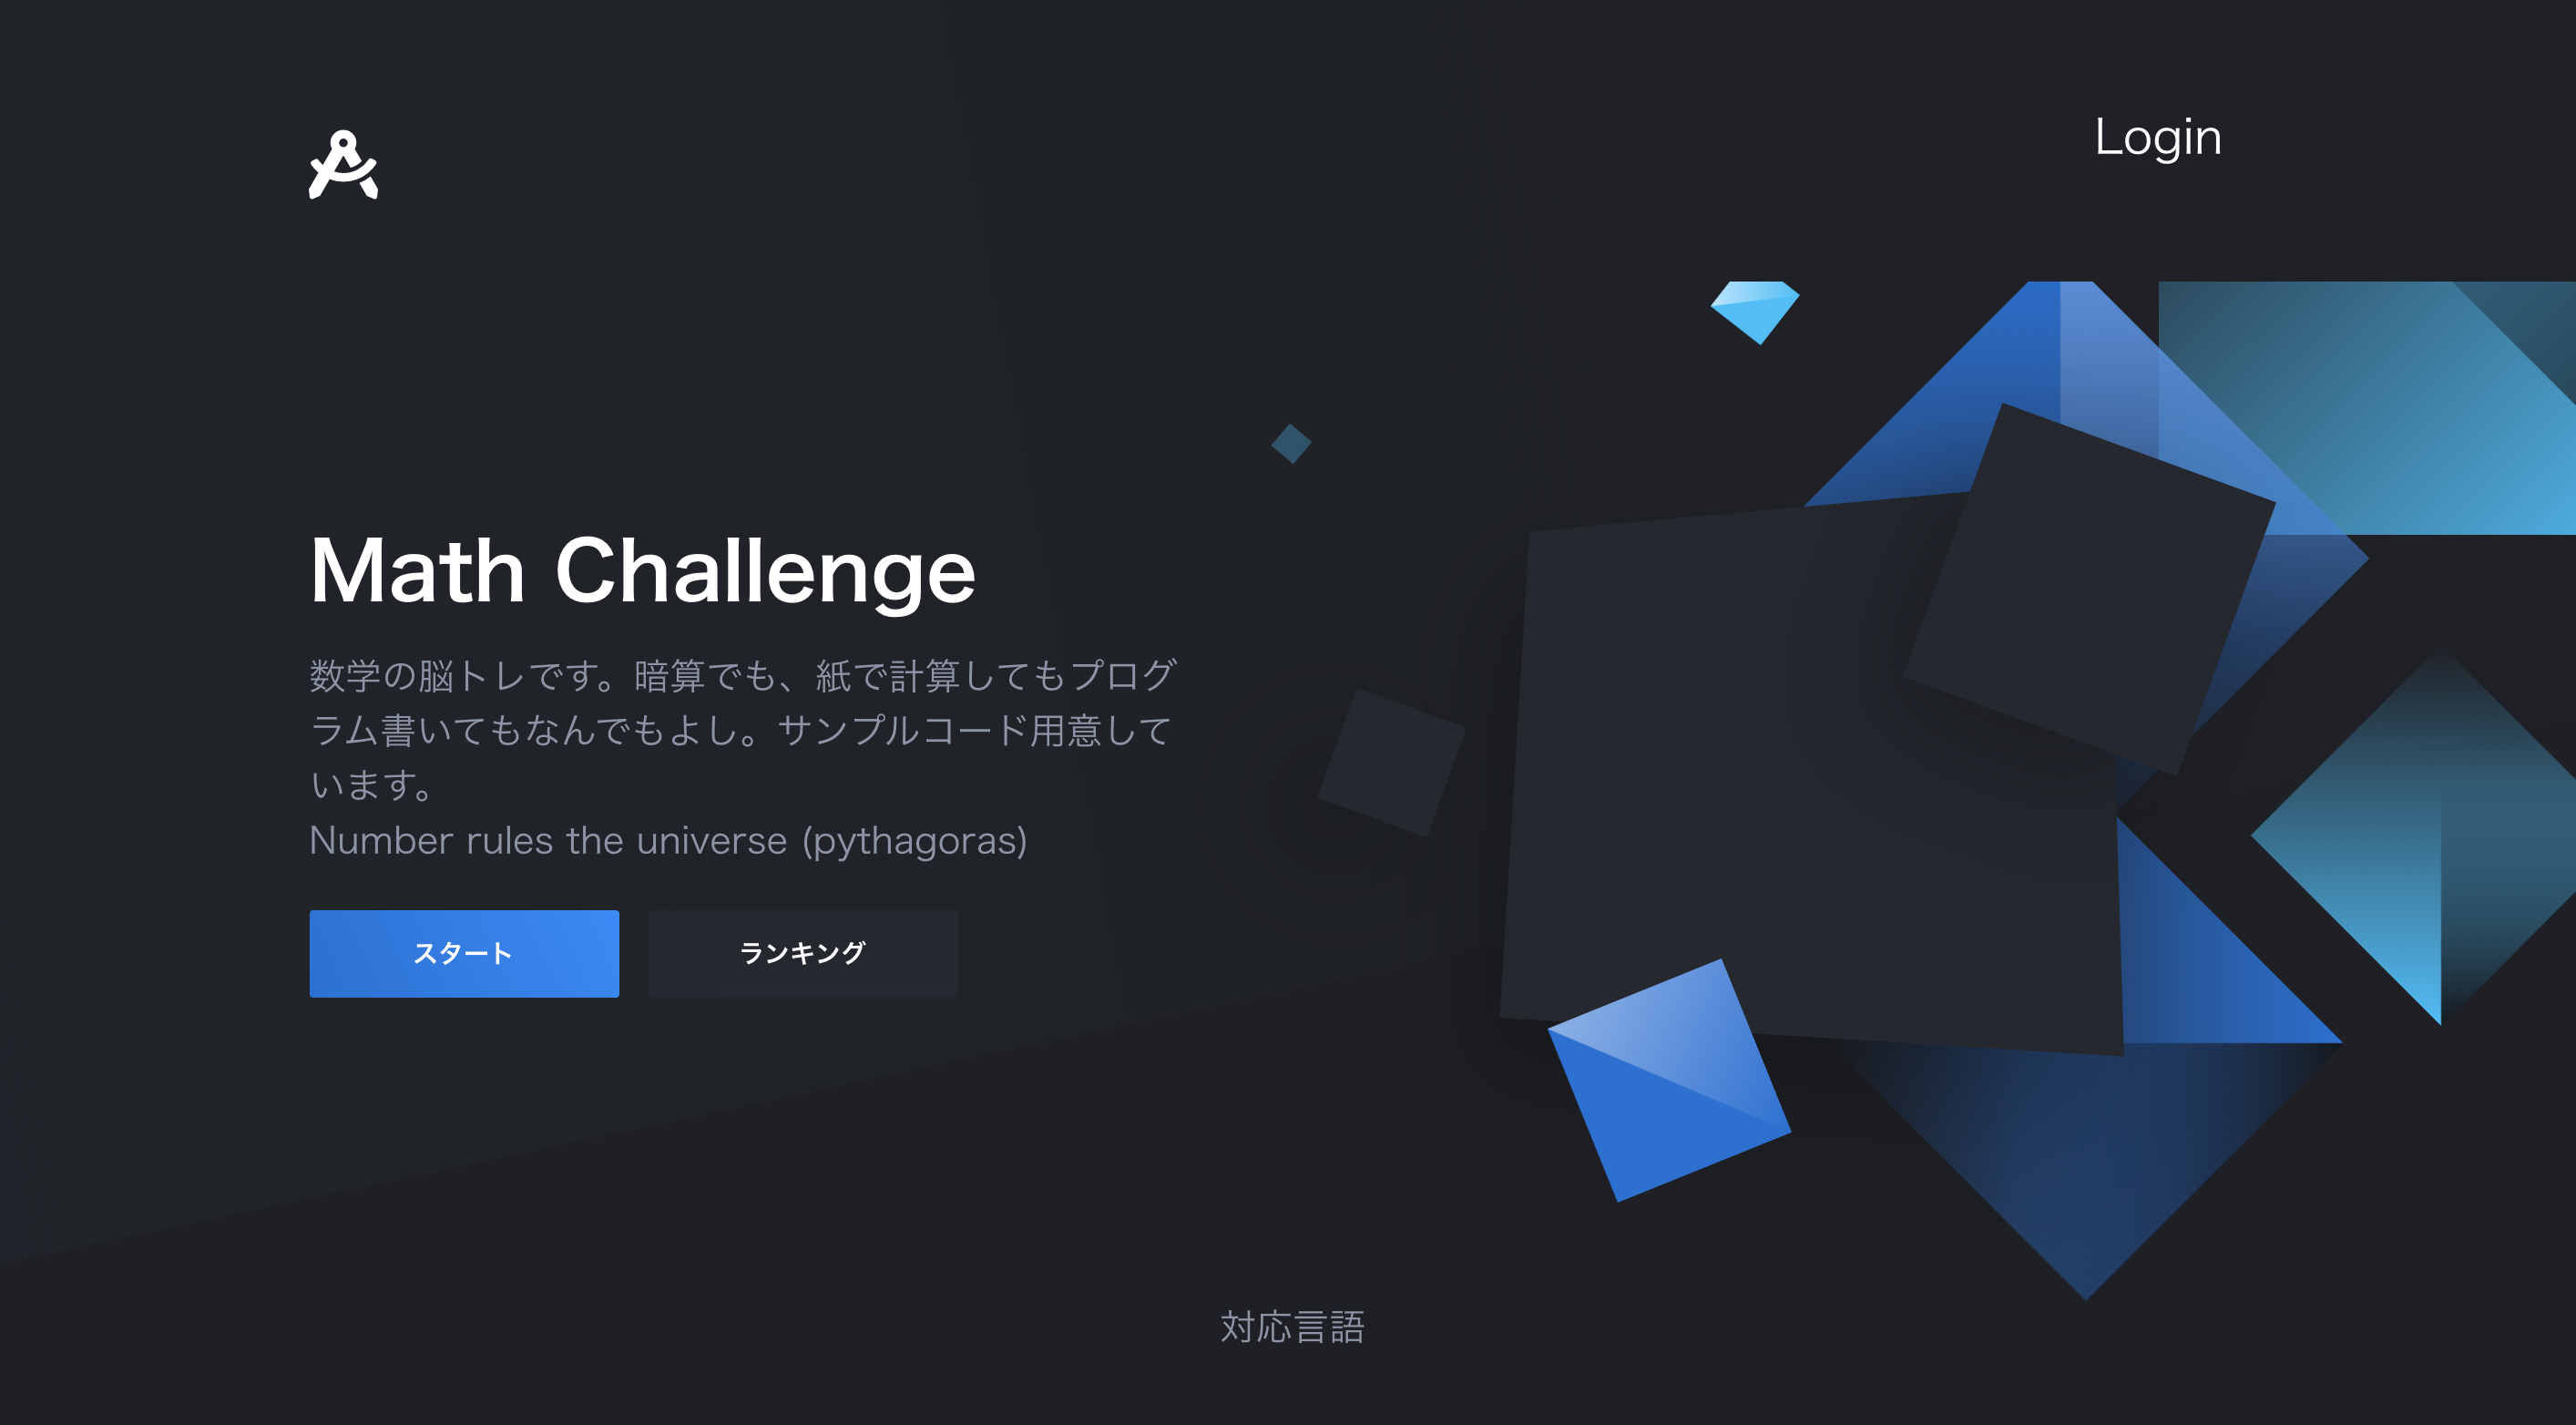 Login
Math Challenge
数学の脳トレです。暗算でも、紙で計算してもプログ
ラム書いてもなんでもよし。サンプルコード用意して
います。
Number rules the universe (pythagoras)
スタート
ランキング
対応言語